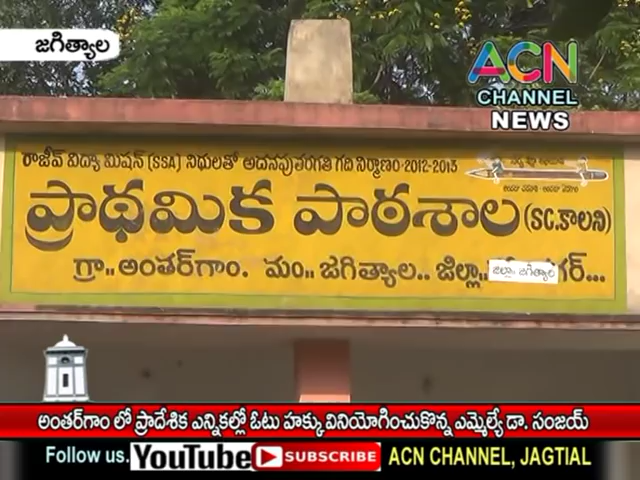 జగిత్యాల
ACN
CHANNEL
NEWS
రాజీవ్ విద్యా మిషన్ (SSA) నిధులతో అదనపుతరగతి గది నిర్మాణం-2012-2013
ప్రాథమిక పాఠశాల (SC.కాలని)
గ్రా.. అంతర్గాం. మం.. జగిత్యాల.. జిల్లా.. జిల్లా జగిత్యాల
అంతర్గాం లో ప్రాదేశిక ఎన్నికల్లో ఓటు హక్కు వినియోగించుకొన్న ఎమ్మెల్యే డా. సంజయ్
Follow us. YouTube SUBSCRIBE ACN CHANNEL, JAGTIAL